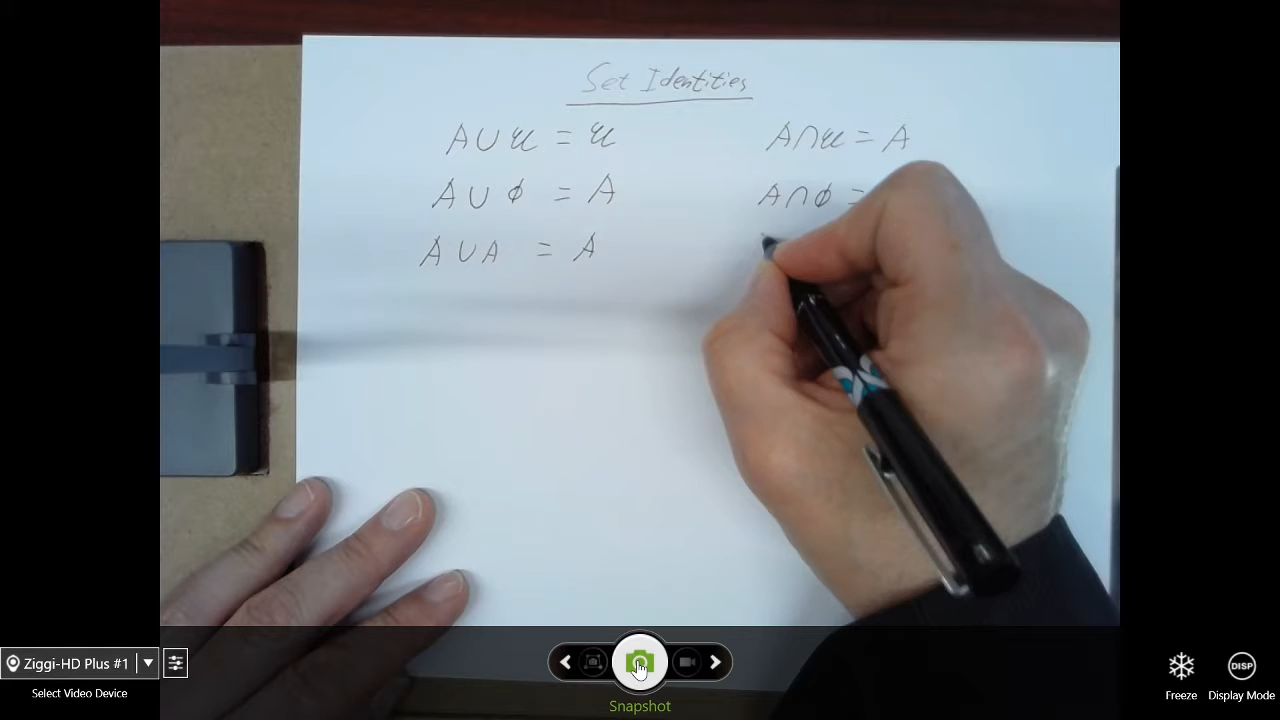 Set Identities
A∪𝒰 = 𝒰
A∩𝒰 = A
A∪φ = A
A∩φ =
A∪A = A
Ziggi-HD Plus #1
Select Video Device
Snapshot
Freeze
DISP
Display Mode